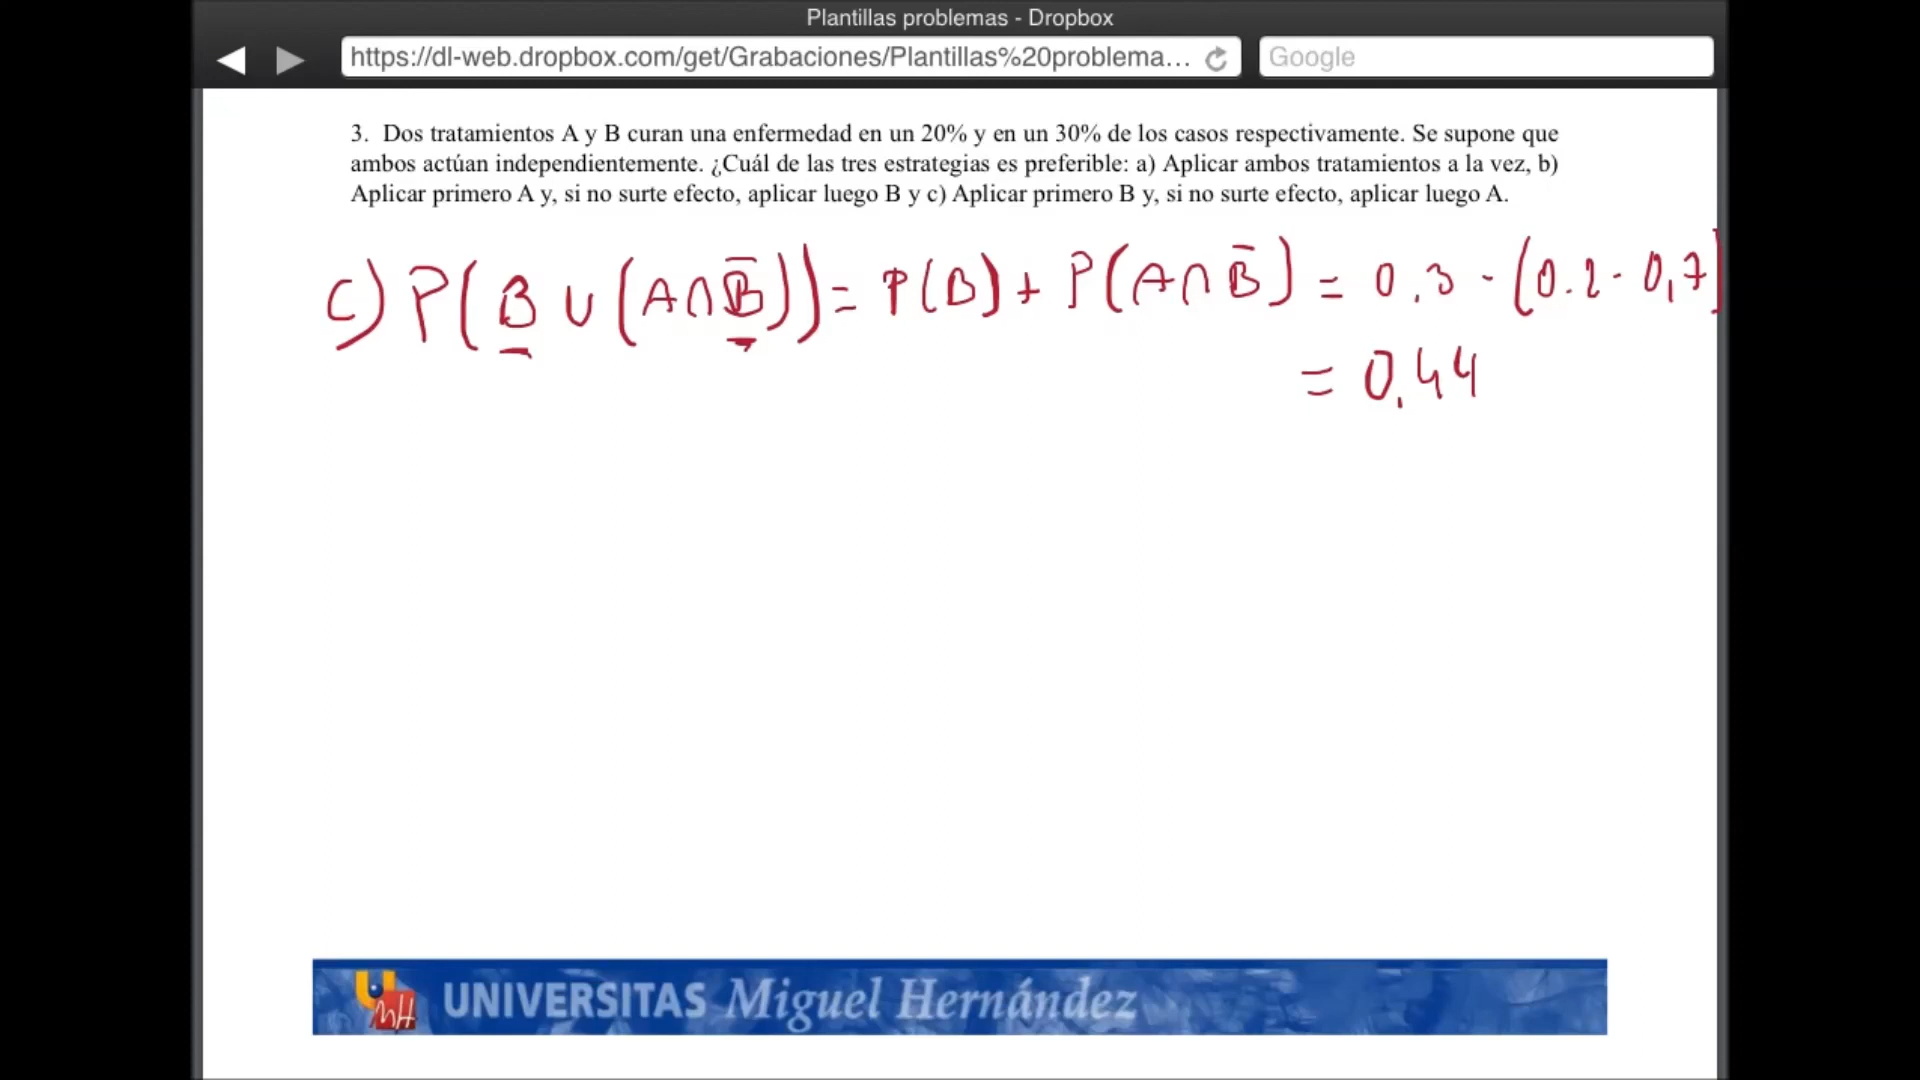 Plantillas problemas - Dropbox
https://dl-web.dropbox.com/get/Grabaciones/Plantillas%20problema...
Google
3. Dos tratamientos A y B curan una enfermedad en un 20% y en un 30% de los casos respectivamente. Se supone que
ambos actúan independientemente. ¿Cuál de las tres estrategias es preferible: a) Aplicar ambos tratamientos a la vez, b)
Aplicar primero A y, si no surte efecto, aplicar luego B y c) Aplicar primero B y, si no surte efecto, aplicar luego A.
c) P(B ∪ (A∩B̄)) = P(B) + P(A∩B̄) = 0.3 - (0.2 · 0,7)
= 0.44
UMH
UNIVERSITAS Miguel Hernández